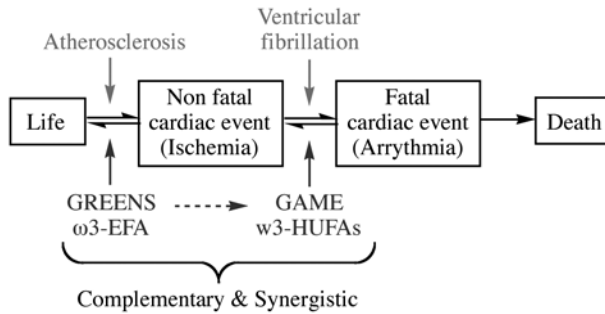 Atherosclerosis
Ventricular
fibrillation
Life
Non fatal
cardiac event
(Ischemia)
Fatal
cardiac event
(Arrythmia)
Death
GREENS
ω3-EFA
GAME
w3-HUFAs
Complementary & Synergistic